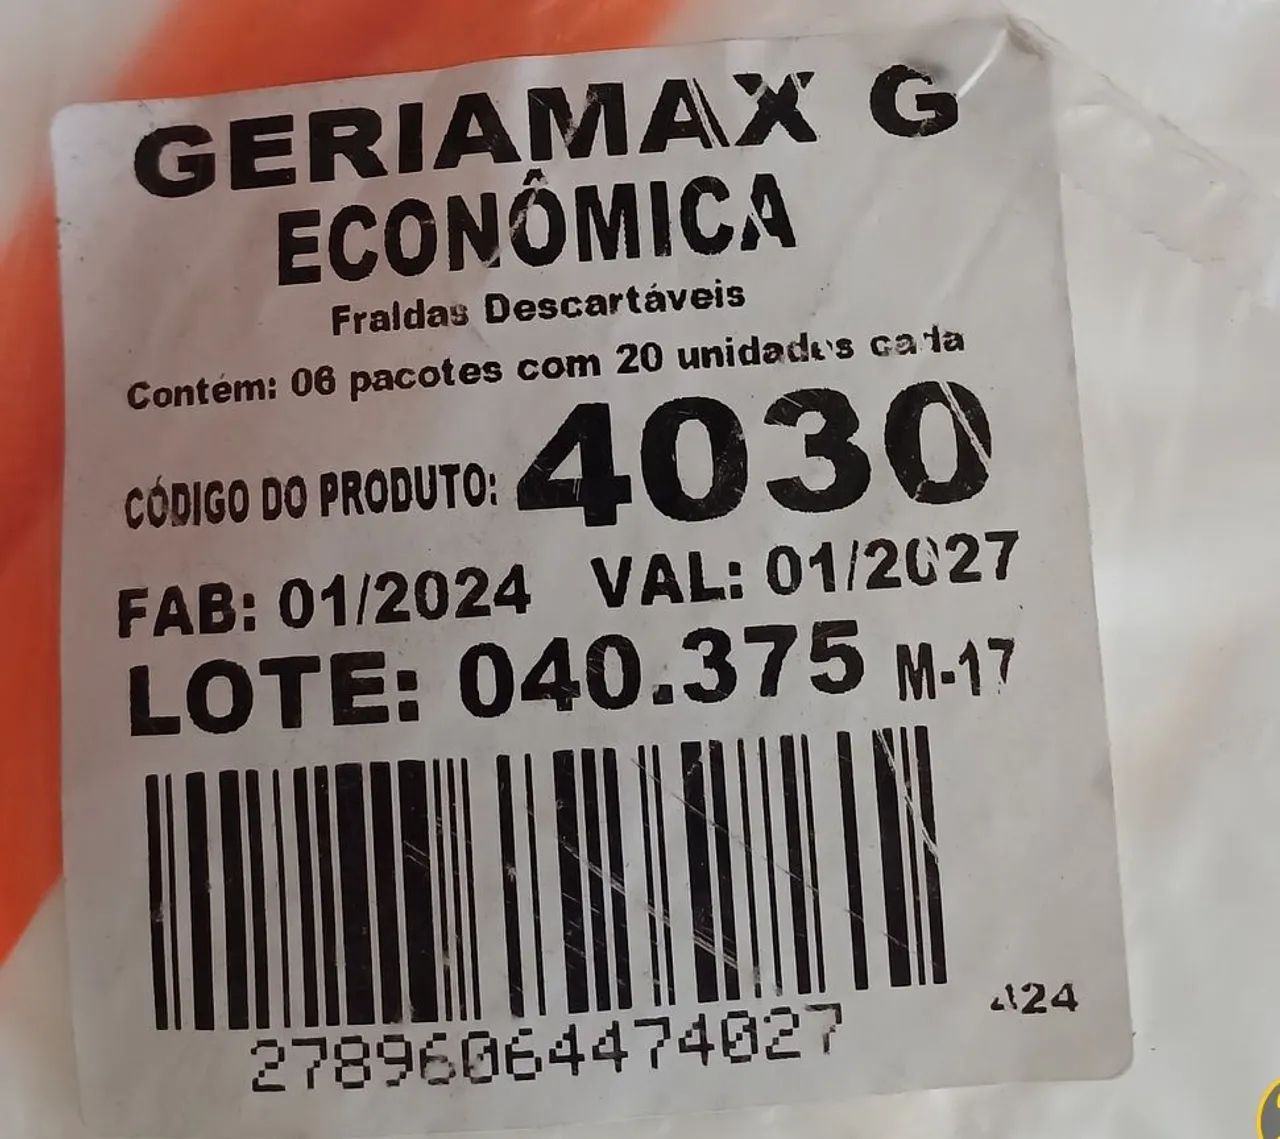 GERIAMAX G
ECONÔMICA
Fraldas Descartáveis
Contém: 06 pacotes com 20 unidades cada
CÓDIGO DO PRODUTO: 4030
FAB: 01/2024 VAL: 01/2027
LOTE: 040.375 M-17
A24
27896064474027